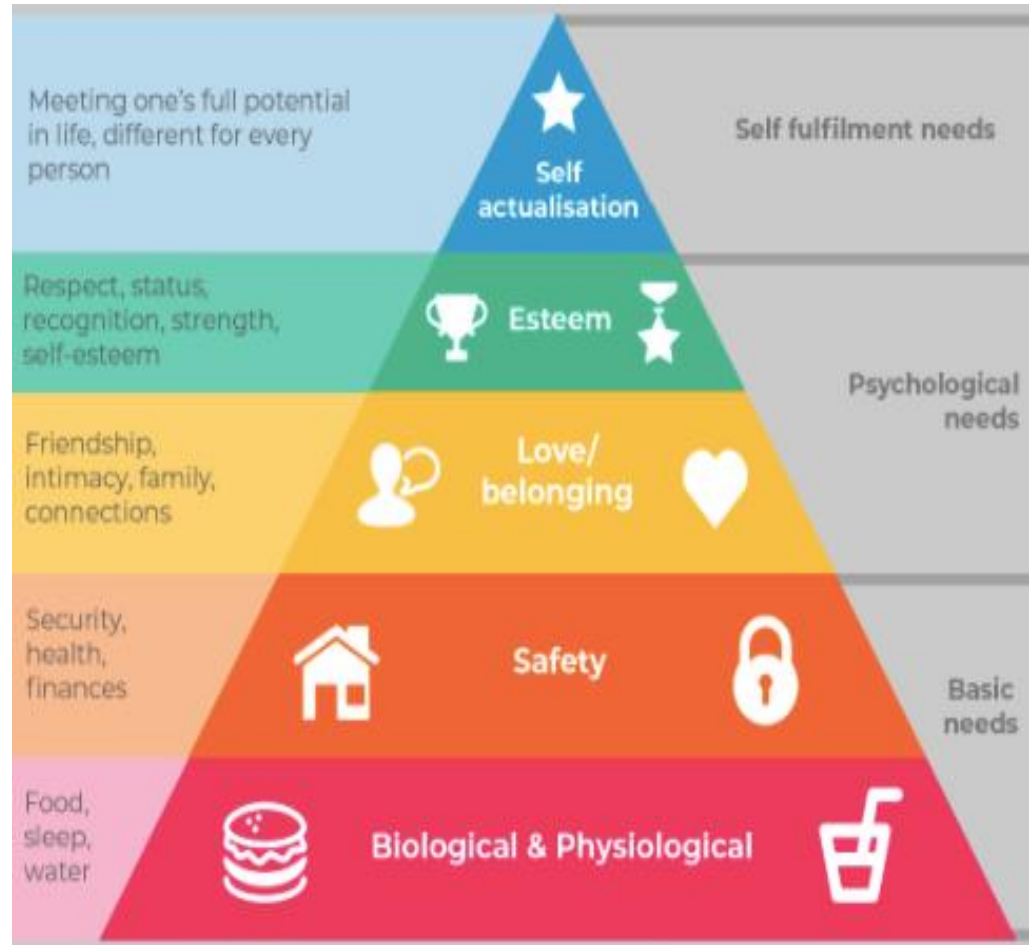 Meeting one's full potential
in life, different for every
person
Self
actualisation
Self fulfilment needs
Respect, status,
recognition, strength,
self-esteem
Esteem
Psychological
needs
Friendship,
intimacy, family,
connections
Love/
belonging
Security,
health,
finances
Safety
Basic
needs
Food,
sleep,
water
Biological & Physiological